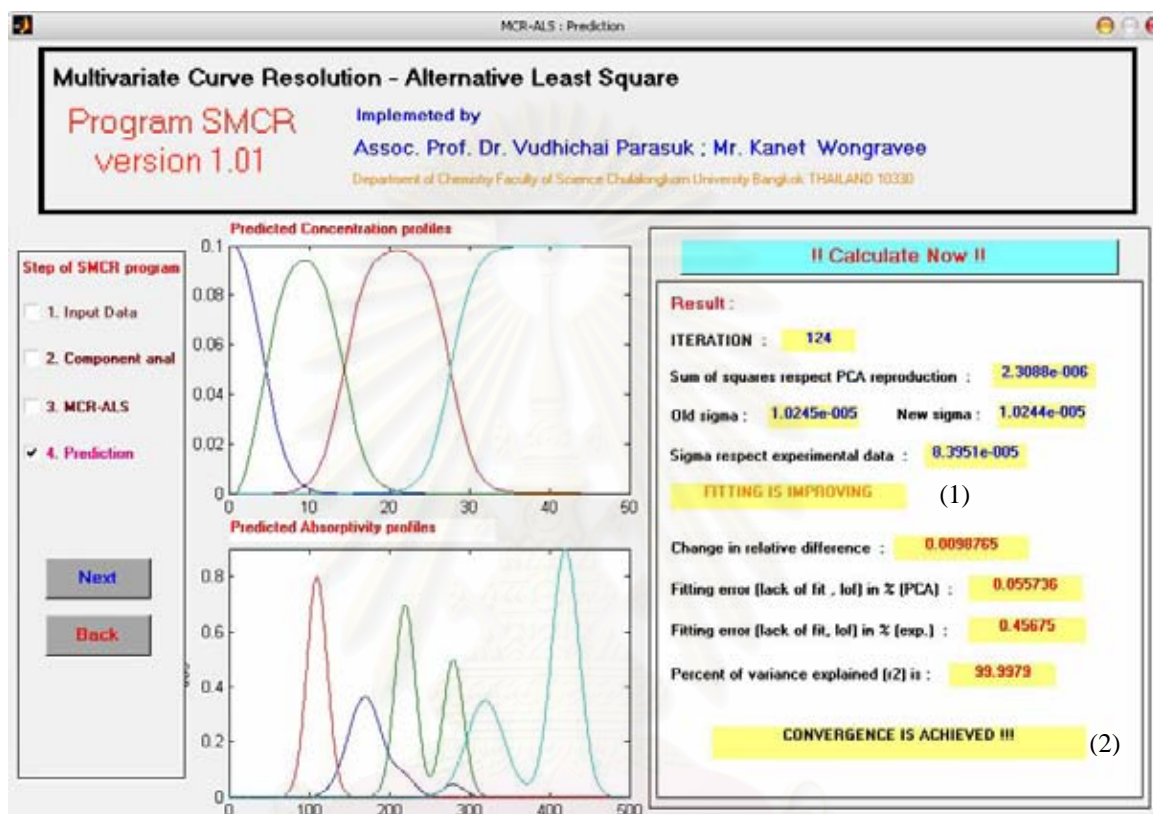 MCR-ALS : Prediction
Multivariate Curve Resolution - Alternative Least Square
Program SMCR
version 1.01
Implemeted by
Assoc. Prof. Dr. Vudhichai Parasuk ; Mr. Kanet Wongravee
Department of Chemistry Faculty of Science Chulalongkorn University Bangkok THAILAND 10330
Step of SMCR program
1. Input Data
2. Component anal
3. MCR-ALS
4. Prediction
Next
Back
Predicted Concentration profiles
0.1
0.08
0.06
0.04
0.02
0
0 10 20 30 40 50
Predicted Absorptivity profiles
0.8
0.6
0.4
0.2
0
0 100 200 300 400 500
!! Calculate Now !!
Result :
ITERATION : 124
Sum of squares respect PCA reproduction : 2.3088e-006
Old sigma : 1.0245e-005 New sigma : 1.0244e-005
Sigma respect experimental data : 8.3951e-005
FITTING IS IMPROVING (1)
Change in relative difference : 0.0098765
Fitting error (lack of fit , lof) in % (PCA) : 0.055736
Fitting error (lack of fit, lof) in % (exp.) : 0.45675
Percent of variance explained (r2) is : 99.9979
CONVERGENCE IS ACHIEVED !!! (2)